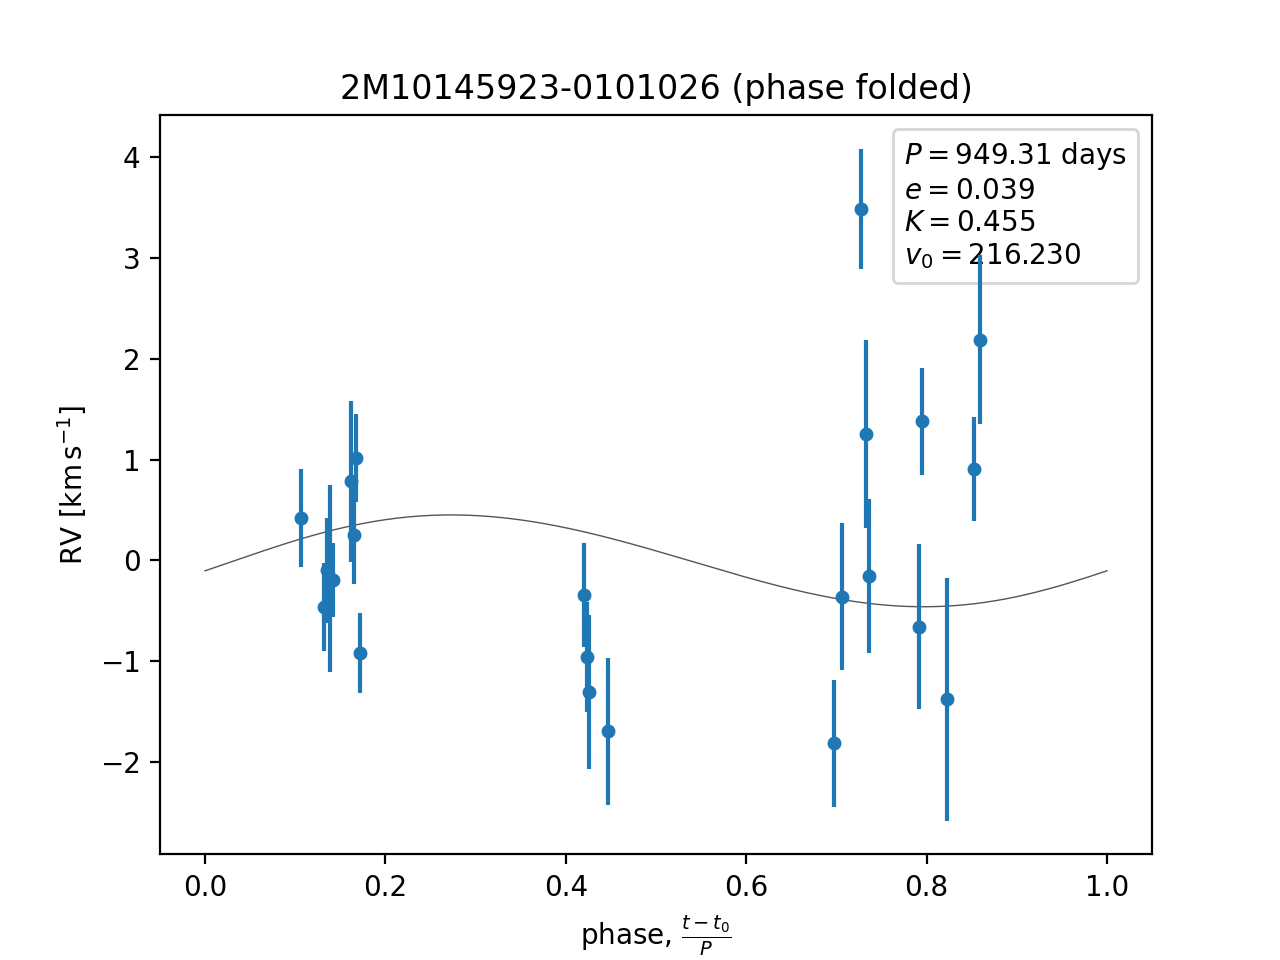 2M10145923-0101026 (phase folded)
P = 949.31 days
e = 0.039
K = 0.455
v₀ = 216.230
4
3
2
1
0
−1
−2
RV [km s⁻¹]
0.0 0.2 0.4 0.6 0.8 1.0
phase, (t − t₀)/P